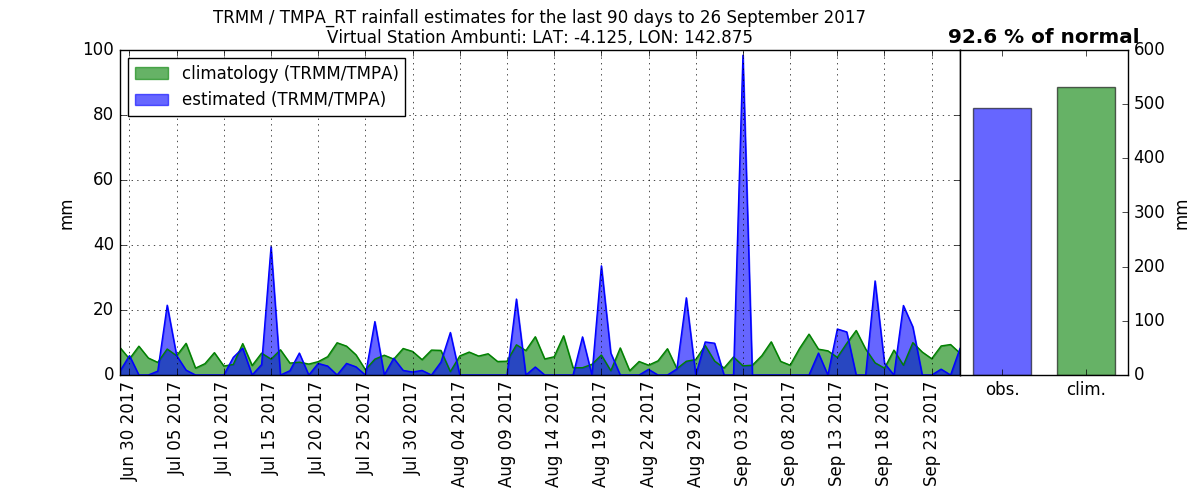 TRMM / TMPA_RT rainfall estimates for the last 90 days to 26 September 2017
Virtual Station Ambunti: LAT: -4.125, LON: 142.875
92.6 % of normal
climatology (TRMM/TMPA)
estimated (TRMM/TMPA)
100
80
60
40
20
0
mm
600
500
400
300
200
100
0
mm
Jun 30 2017
Jul 05 2017
Jul 10 2017
Jul 15 2017
Jul 20 2017
Jul 25 2017
Jul 30 2017
Aug 04 2017
Aug 09 2017
Aug 14 2017
Aug 19 2017
Aug 24 2017
Aug 29 2017
Sep 03 2017
Sep 08 2017
Sep 13 2017
Sep 18 2017
Sep 23 2017
obs.
clim.